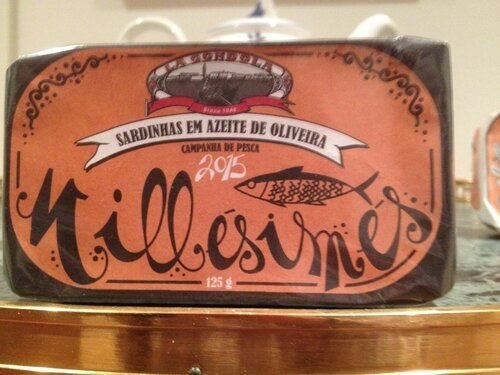 LA GONDOLA
Since 1940
SARDINHAS EM AZEITE DE OLIVEIRA
CAMPANHA DE PESCA
2015
Millésimés
125 g